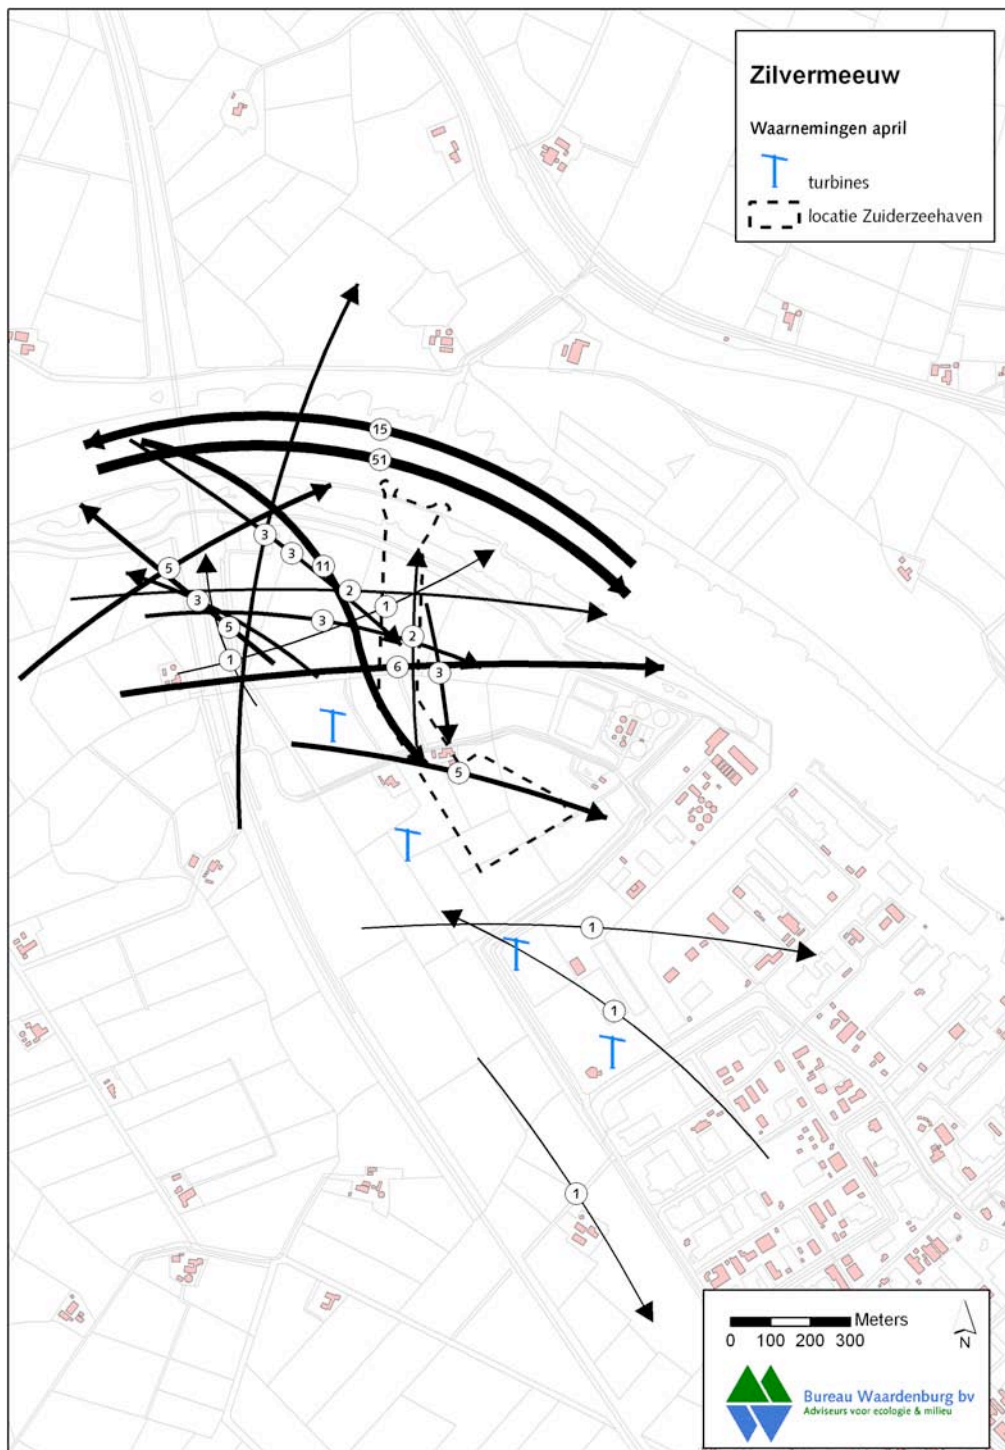 Zilvermeeuw
Waarnemingen april
turbines
locatie Zuiderzeehaven
15
51
3
3
11
5
2
1
3
3
5
2
1
6
3
5
1
1
1
Meters
0 100 200 300
N
Bureau Waardenburg bv
Adviseurs voor ecologie & milieu